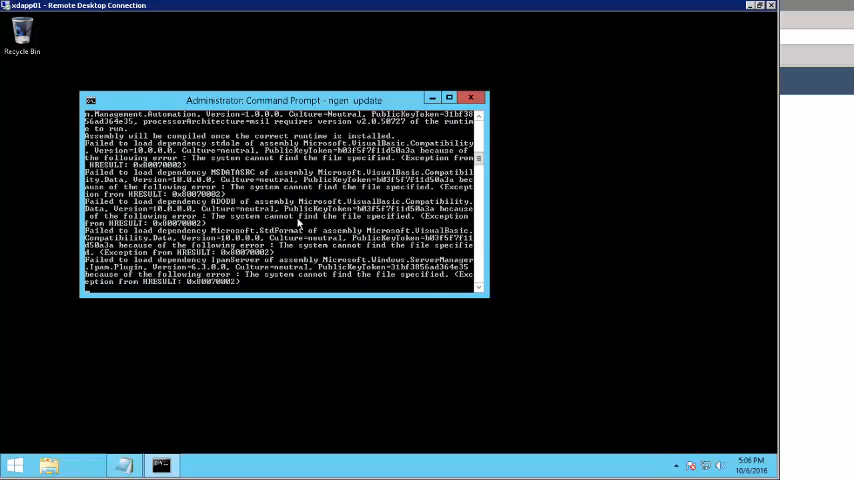 xdapp01 - Remote Desktop Connection
Recycle Bin
Administrator: Command Prompt - ngen update
n.Management.Automation, Version=1.0.0.0, Culture=Neutral, PublicKeyToken=31bf38
56ad364e35, processorArchitecture=msil requires version v2.0.50727 of the runtim
e to run.
Assembly will be compiled once the correct runtime is installed.
Failed to load dependency stdole of assembly Microsoft.VisualBasic.Compatibility
, Version=10.0.0.0, Culture=neutral, PublicKeyToken=b03f5f7f11d50a3a because of
the following error : The system cannot find the file specified. (Exception from
HRESULT: 0x80070002)
Failed to load dependency MSDATASRC of assembly Microsoft.VisualBasic.Compatibil
ity.Data, Version=10.0.0.0, Culture=neutral, PublicKeyToken=b03f5f7f11d50a3a bec
ause of the following error : The system cannot find the file specified. (Except
ion from HRESULT: 0x80070002)
Failed to load dependency ADODB of assembly Microsoft.VisualBasic.Compatibility.
Data, Version=10.0.0.0, Culture=neutral, PublicKeyToken=b03f5f7f11d50a3a because
of the following error : The system cannot find the file specified. (Exception
from HRESULT: 0x80070002)
Failed to load dependency Microsoft.StdFormat of assembly Microsoft.VisualBasic.
Compatibility.Data, Version=10.0.0.0, Culture=neutral, PublicKeyToken=b03f5f7f11
d50a3a because of the following error : The system cannot find the file specifie
d. (Exception from HRESULT: 0x80070002)
Failed to load dependency IpamServer of assembly Microsoft.Windows.ServerManager
.Ipam.Plugin, Version=6.3.0.0, Culture=neutral, PublicKeyToken=31bf3856ad364e35
because of the following error : The system cannot find the file specified. (Exc
eption from HRESULT: 0x80070002)
5:06 PM
10/6/2016